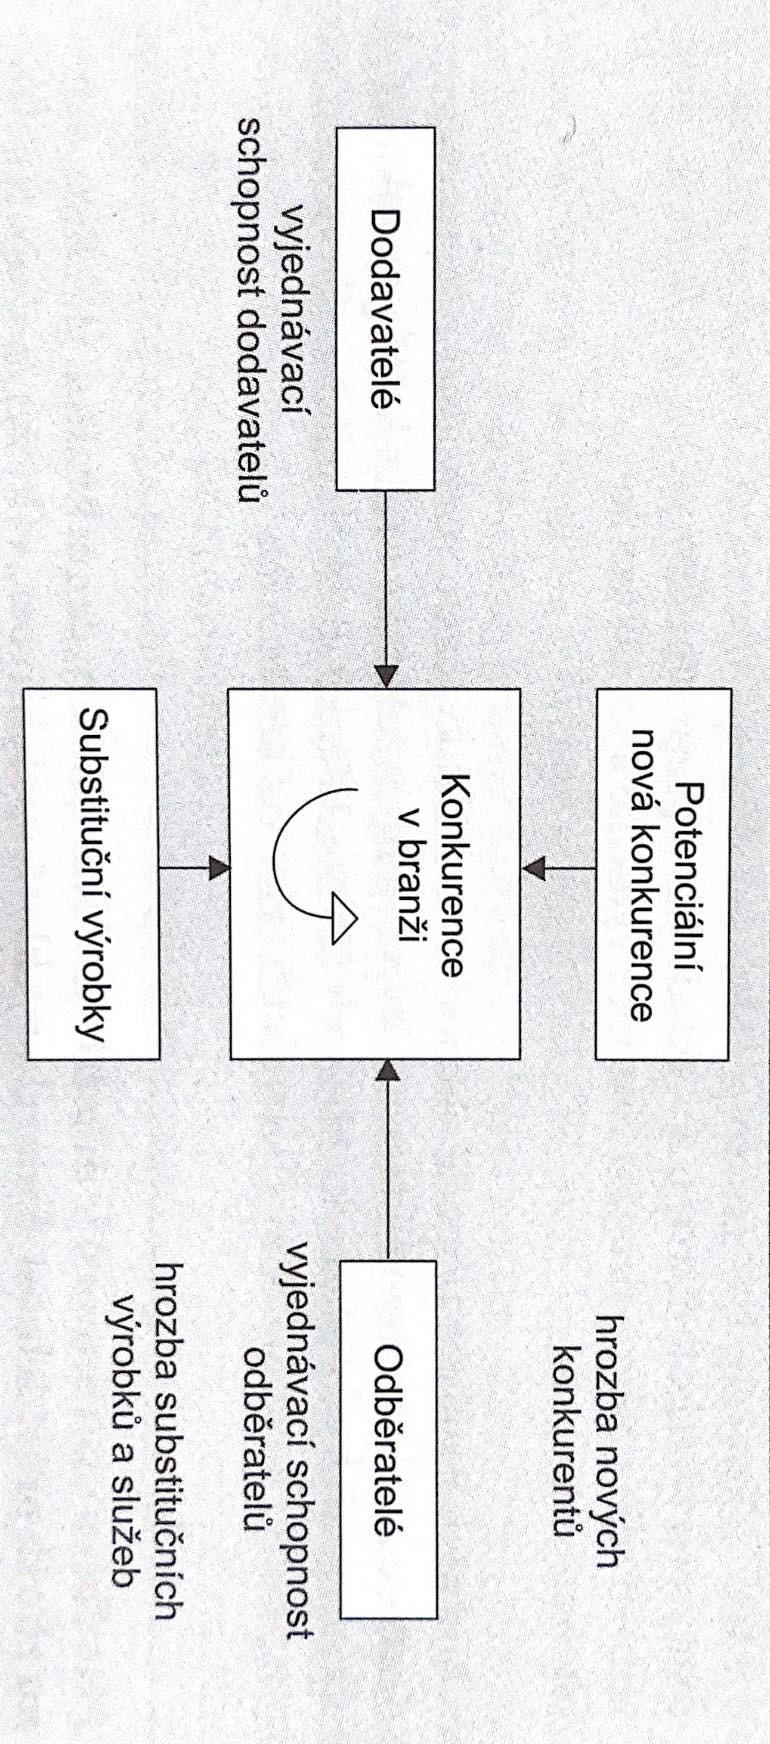 Potenciální
nová konkurence
hrozba nových
konkurentů
Dodavatelé
vyjednávací
schopnost dodavatelů
Konkurence
v branži
Odběratelé
vyjednávací schopnost
odběratelů
Substituční výrobky
hrozba substitučních
výrobků a služeb